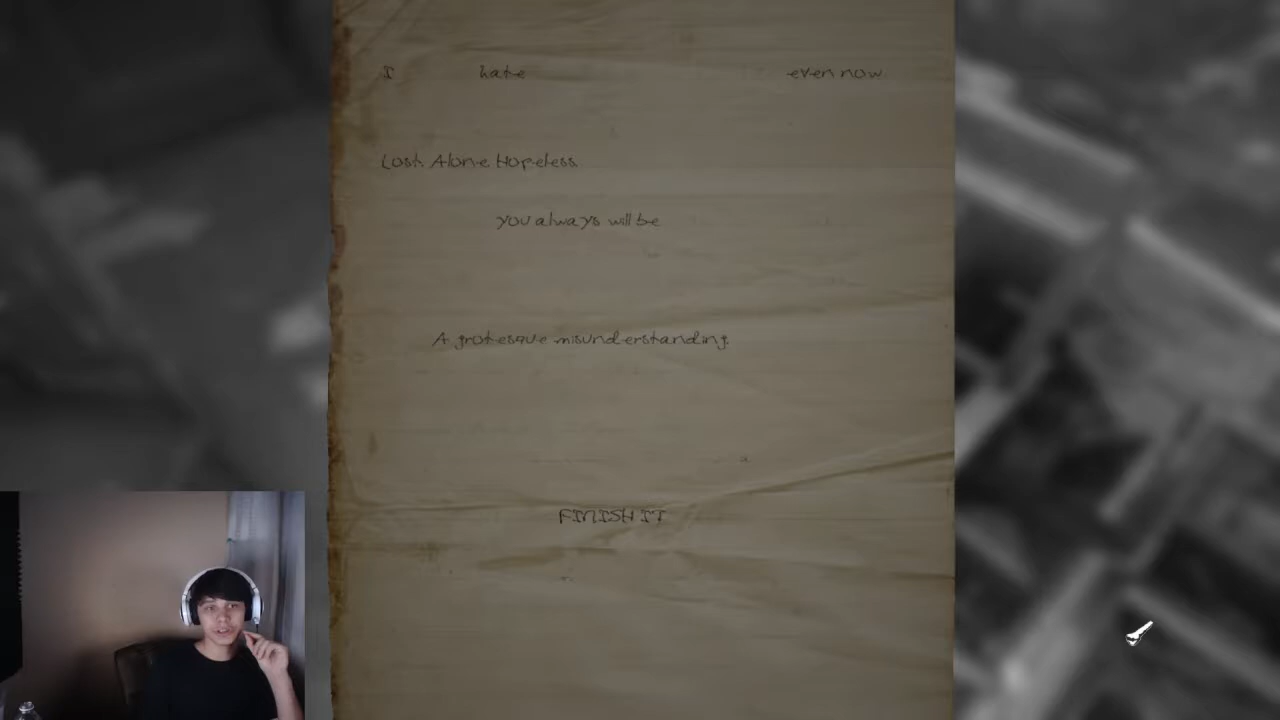 I hate even now
Lost. Alone. Hopeless.
you always will be
A grotesque misunderstanding.
FINISH IT